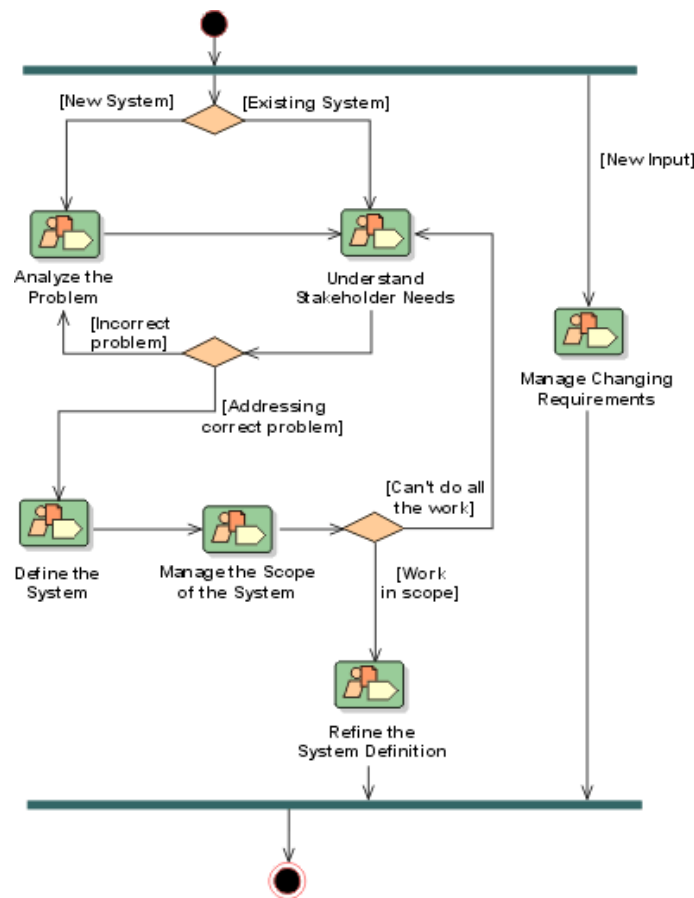 [New System]
[Existing System]
[New Input]
Analyze the
Problem
Understand
Stakeholder Needs
[Incorrect
problem]
Manage Changing
Requirements
[Addressing
correct problem]
[Can't do all
the work]
Define the
System
Manage the Scope
of the System
[Work
in scope]
Refine the
System Definition